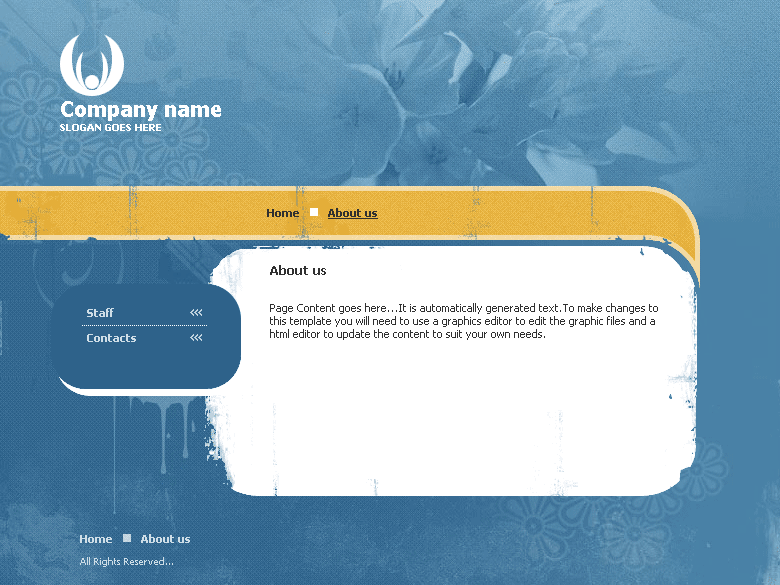 Company name
SLOGAN GOES HERE
Home About us
About us
Page Content goes here...It is automatically generated text.To make changes to
this template you will need to use a graphics editor to edit the graphic files and a
html editor to update the content to suit your own needs.
Staff
Contacts
Home About us
All Rights Reserved...